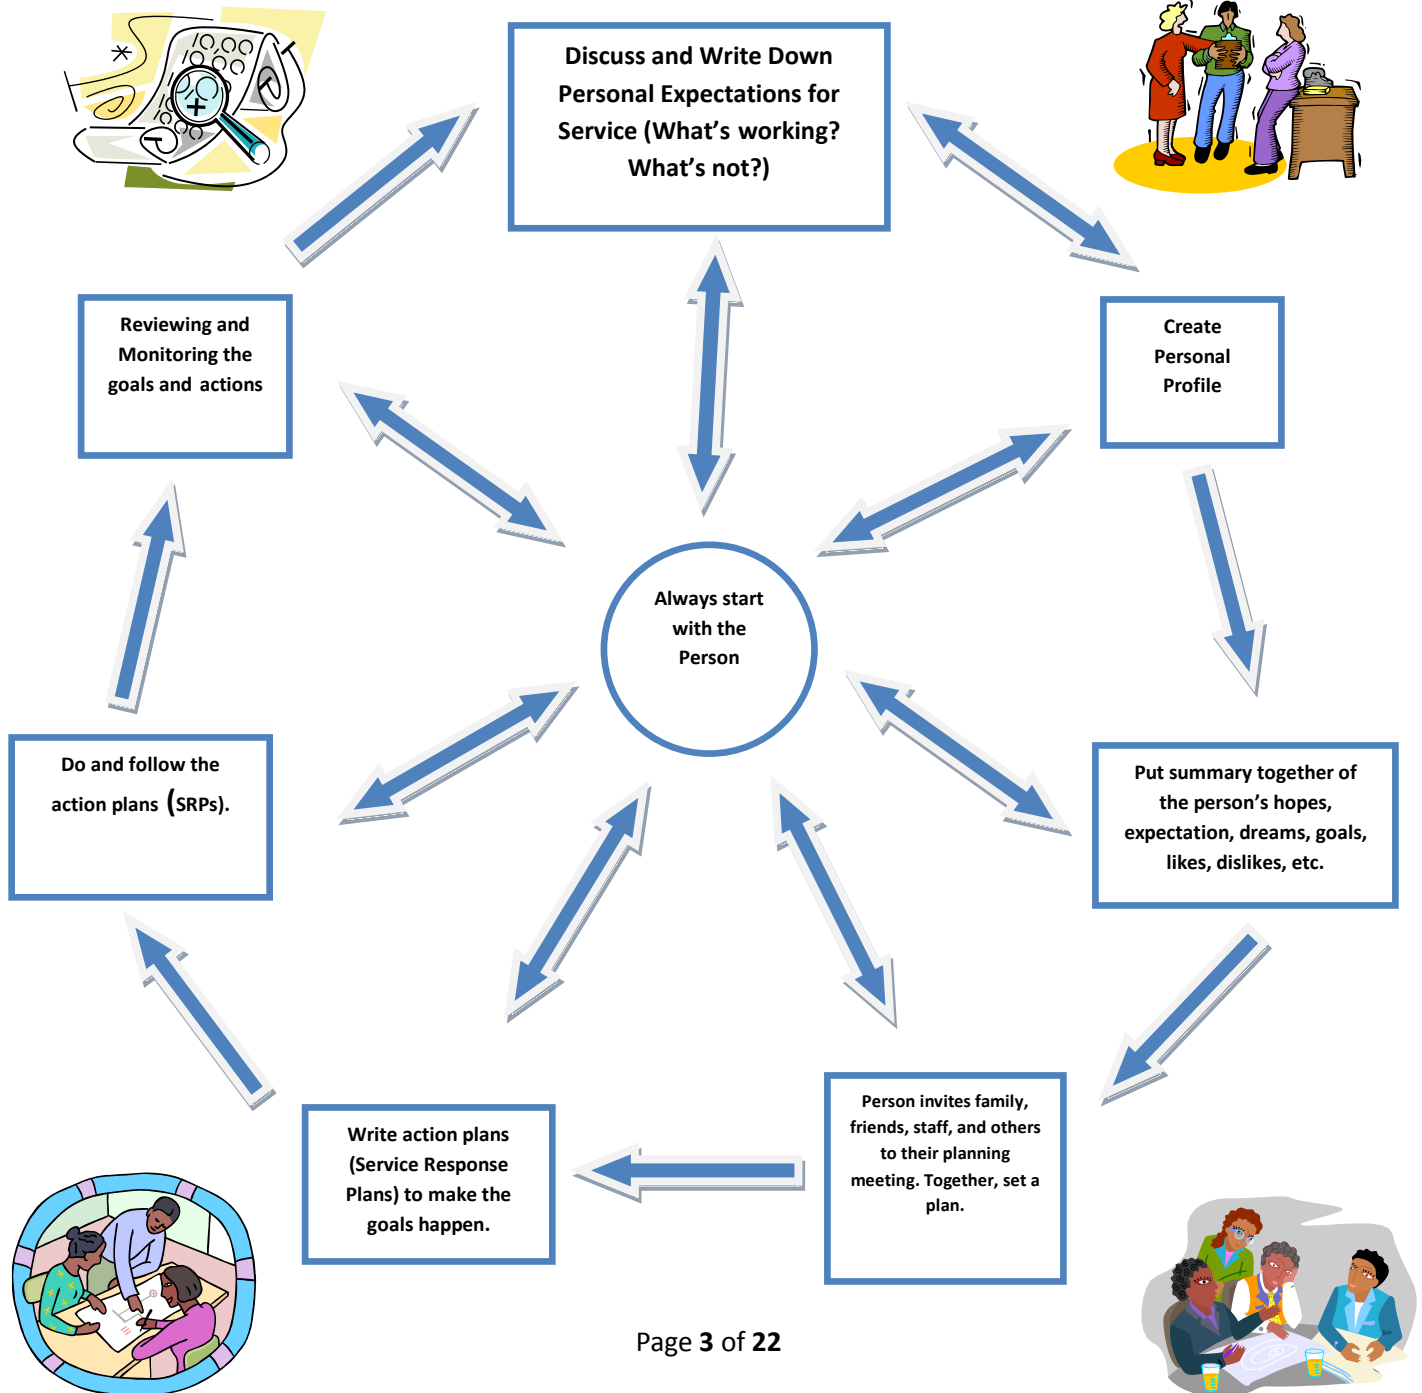 Discuss and Write Down
Personal Expectations for
Service (What's working?
What's not?)
Reviewing and
Monitoring the
goals and actions
Create
Personal
Profile
Always start
with the
Person
Do and follow the
action plans (SRPs).
Put summary together of
the person's hopes,
expectation, dreams, goals,
likes, dislikes, etc.
Write action plans
(Service Response
Plans) to make the
goals happen.
Person invites family,
friends, staff, and others
to their planning
meeting. Together, set a
plan.
Page 3 of 22